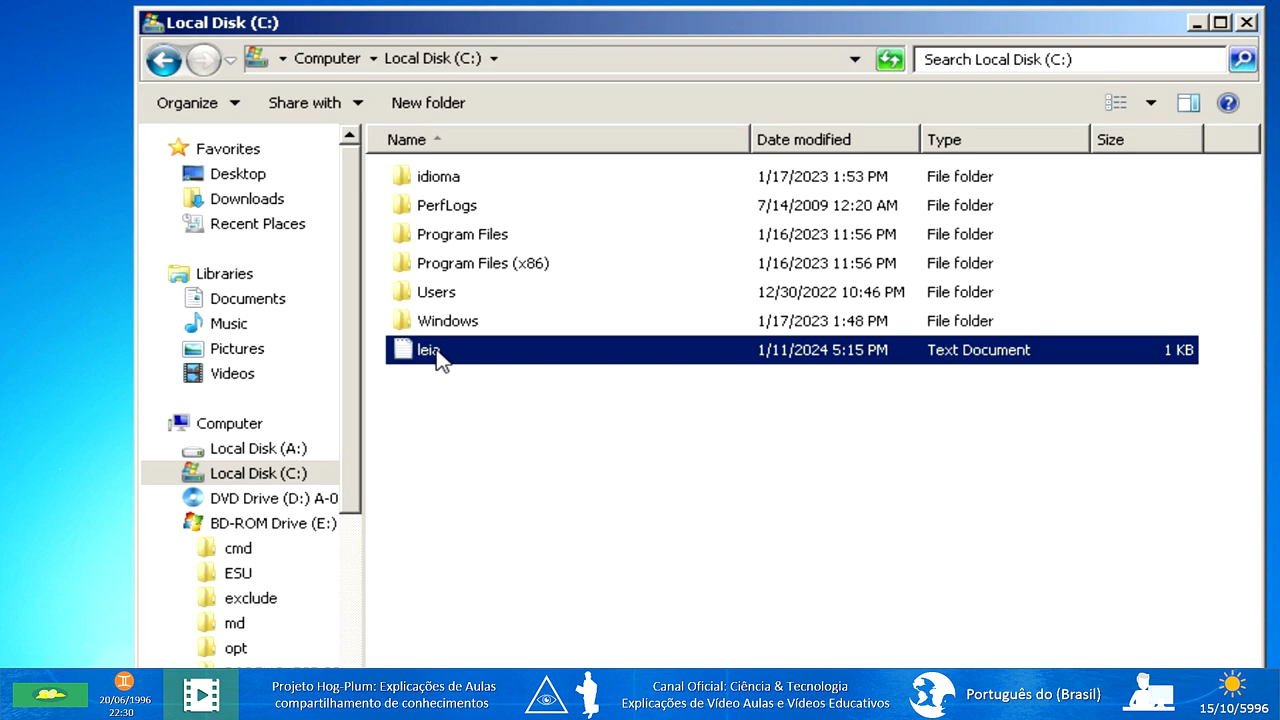 Local Disk (C:)
Computer Local Disk (C:)
Search Local Disk (C:)
Organize Share with New folder
Name Date modified Type Size
Favorites
Desktop
Downloads
Recent Places
Libraries
Documents
Music
Pictures
Videos
Computer
Local Disk (A:)
Local Disk (C:)
DVD Drive (D:) A-0
BD-ROM Drive (E:)
cmd
ESU
exclude
md
opt
idioma 1/17/2023 1:53 PM File folder
PerfLogs 7/14/2009 12:20 AM File folder
Program Files 1/16/2023 11:56 PM File folder
Program Files (x86) 1/16/2023 11:56 PM File folder
Users 12/30/2022 10:46 PM File folder
Windows 1/17/2023 1:48 PM File folder
leia 1/11/2024 5:15 PM Text Document 1 KB
20/06/1996
22:30
Projeto Hog-Plum: Explicações de Aulas
compartilhamento de conhecimentos
Canal Oficial: Ciência & Tecnologia
Explicações de Vídeo Aulas e Vídeos Educativos
Português do (Brasil)
15/10/5996